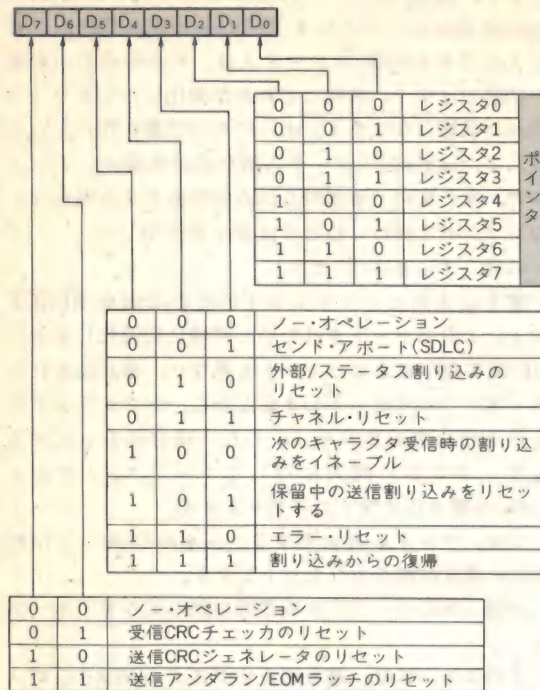 D7 D6 D5 D4 D3 D2 D1 D0
0 0 0 レジスタ0
0 0 1 レジスタ1
0 1 0 レジスタ2
0 1 1 レジスタ3
1 0 0 レジスタ4
1 0 1 レジスタ5
1 1 0 レジスタ6
1 1 1 レジスタ7
ポインタ
0 0 0 ノー・オペレーション
0 0 1 センド・アボート(SDLC)
0 1 0 外部/ステータス割り込みの
リセット
0 1 1 チャネル・リセット
1 0 0 次のキャラクタ受信時の割り込
みをイネーブル
1 0 1 保留中の送信割り込みをリセッ
トする
1 1 0 エラー・リセット
1 1 1 割り込みからの復帰
0 0 ノー・オペレーション
0 1 受信CRCチェッカのリセット
1 0 送信CRCジェネレータのリセット
1 1 送信アンダラン/EOMラッチのリセット